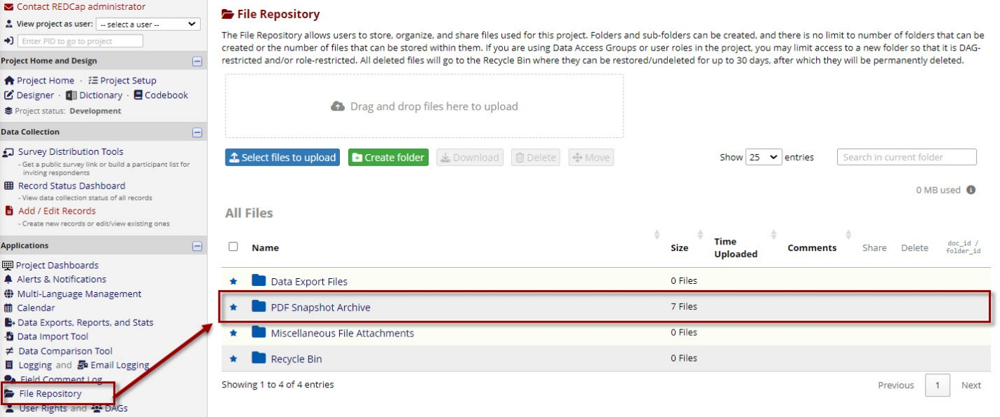 Contact REDCap administrator
View project as user: -- select a user --
Enter PID to go to project
Project Home and Design
Project Home · Project Setup
Designer · Dictionary · Codebook
Project status: Development
Data Collection
Survey Distribution Tools
- Get a public survey link or build a participant list for
inviting respondents
Record Status Dashboard
- View data collection status of all records
Add / Edit Records
- Create new records or edit/view existing ones
Applications
Project Dashboards
Alerts & Notifications
Multi-Language Management
Calendar
Data Exports, Reports, and Stats
Data Import Tool
Data Comparison Tool
Logging and Email Logging
Field Comment Log
File Repository
User Rights and DAGs
File Repository
The File Repository allows users to store, organize, and share files used for this project. Folders and sub-folders can be created, and there is no limit to number of folders that can be
created or the number of files that can be stored within them. If you are using Data Access Groups or user roles in the project, you may limit access to a new folder so that it is DAG-
restricted and/or role-restricted. All deleted files will go to the Recycle Bin where they can be restored/undeleted for up to 30 days, after which they will be permanently deleted.
Drag and drop files here to upload
Select files to upload Create folder Download Delete Move Show 25 entries Search in current folder
0 MB used
All Files
Name Size Time Uploaded Comments Share Delete doc_id / folder_id
Data Export Files 0 Files
PDF Snapshot Archive 7 Files
Miscellaneous File Attachments 0 Files
Recycle Bin 0 Files
Showing 1 to 4 of 4 entries Previous 1 Next